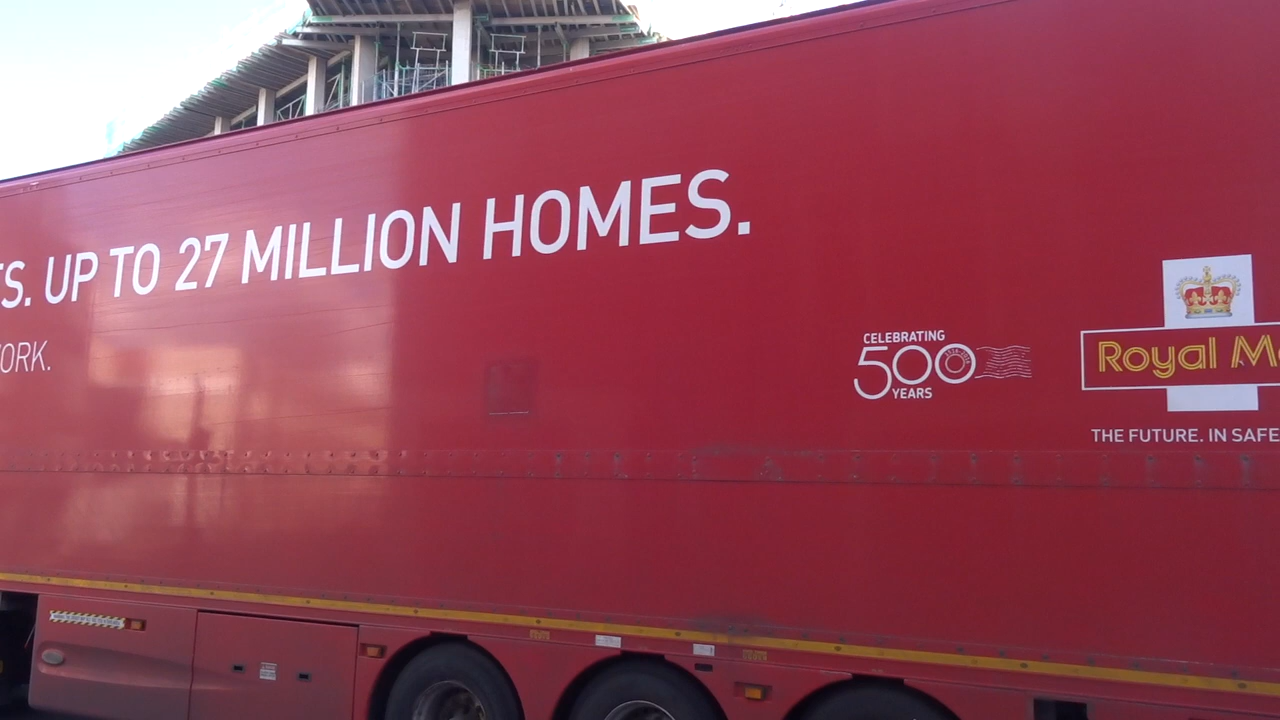 S. UP TO 27 MILLION HOMES.
ORK.
CELEBRATING
500
YEARS
Royal M
THE FUTURE. IN SAFE